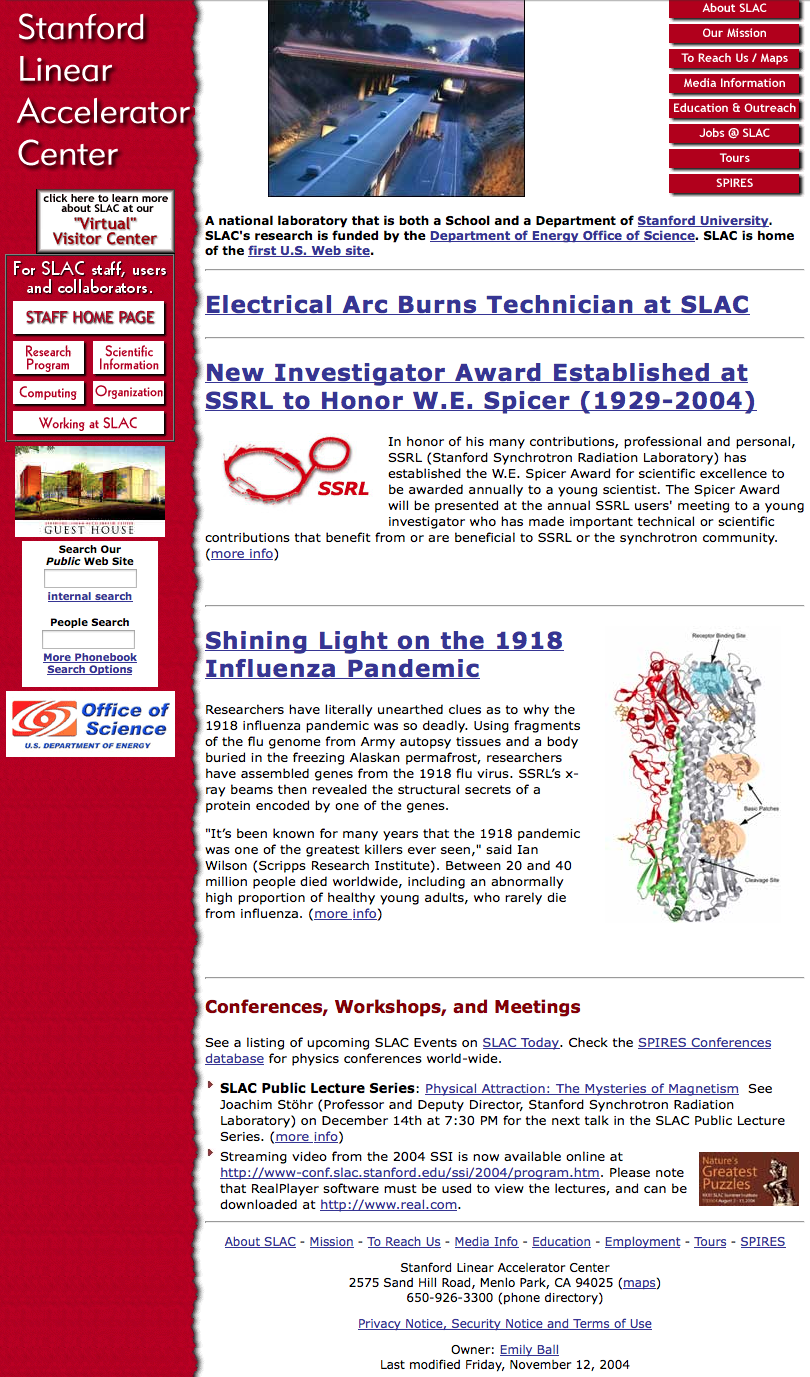 Stanford
Linear
Accelerator
Center
click here to learn more
about SLAC at our
"Virtual"
Visitor Center
For SLAC staff, users
and collaborators.
STAFF HOME PAGE
Research
Program
Scientific
Information
Computing
Organization
Working at SLAC
STANFORD LINEAR ACCELERATOR CENTER
GUEST HOUSE
Search Our
Public Web Site
internal search
People Search
More Phonebook
Search Options
Office of
Science
U.S. DEPARTMENT OF ENERGY
About SLAC
Our Mission
To Reach Us / Maps
Media Information
Education & Outreach
Jobs @ SLAC
Tours
SPIRES
A national laboratory that is both a School and a Department of Stanford University.
SLAC's research is funded by the Department of Energy Office of Science. SLAC is home
of the first U.S. Web site.
Electrical Arc Burns Technician at SLAC
New Investigator Award Established at
SSRL to Honor W.E. Spicer (1929-2004)
SSRL
In honor of his many contributions, professional and personal,
SSRL (Stanford Synchrotron Radiation Laboratory) has
established the W.E. Spicer Award for scientific excellence to
be awarded annually to a young scientist. The Spicer Award
will be presented at the annual SSRL users' meeting to a young
investigator who has made important technical or scientific
contributions that benefit from or are beneficial to SSRL or the synchrotron community.
(more info)
Shining Light on the 1918
Influenza Pandemic
Researchers have literally unearthed clues as to why the
1918 influenza pandemic was so deadly. Using fragments
of the flu genome from Army autopsy tissues and a body
buried in the freezing Alaskan permafrost, researchers
have assembled genes from the 1918 flu virus. SSRL’s x-
ray beams then revealed the structural secrets of a
protein encoded by one of the genes.
"It’s been known for many years that the 1918 pandemic
was one of the greatest killers ever seen," said Ian
Wilson (Scripps Research Institute). Between 20 and 40
million people died worldwide, including an abnormally
high proportion of healthy young adults, who rarely die
from influenza. (more info)
Receptor Binding Site
Basic Patches
Cleavage Site
Conferences, Workshops, and Meetings
See a listing of upcoming SLAC Events on SLAC Today. Check the SPIRES Conferences
database for physics conferences world-wide.
SLAC Public Lecture Series: Physical Attraction: The Mysteries of Magnetism See
Joachim Stöhr (Professor and Deputy Director, Stanford Synchrotron Radiation
Laboratory) on December 14th at 7:30 PM for the next talk in the SLAC Public Lecture
Series. (more info)
Streaming video from the 2004 SSI is now available online at
http://www-conf.slac.stanford.edu/ssi/2004/program.htm. Please note
that RealPlayer software must be used to view the lectures, and can be
downloaded at http://www.real.com.
Nature's
Greatest
Puzzles
About SLAC - Mission - To Reach Us - Media Info - Education - Employment - Tours - SPIRES
Stanford Linear Accelerator Center
2575 Sand Hill Road, Menlo Park, CA 94025 (maps)
650-926-3300 (phone directory)
Privacy Notice, Security Notice and Terms of Use
Owner: Emily Ball
Last modified Friday, November 12, 2004